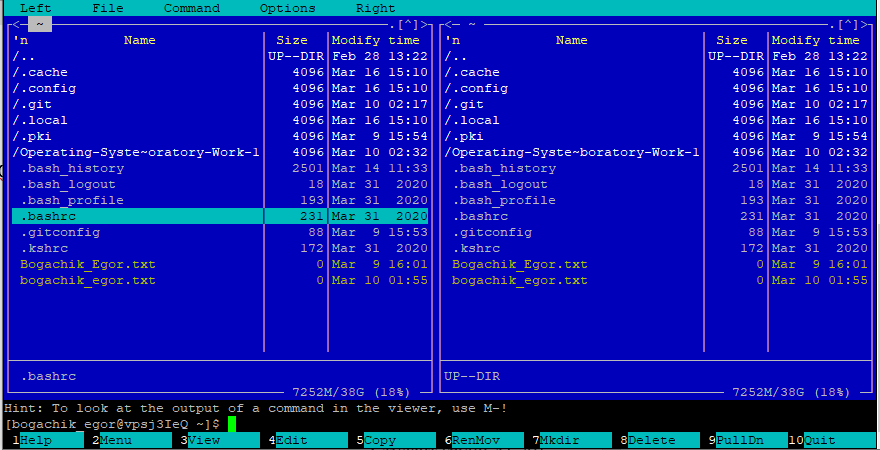 Left File Command Options Right
<— ~ .[^]> <— ~ .[^]>
'n Name Size Modify time 'n Name Size Modify time
/.. UP--DIR Feb 28 13:22 /.. UP--DIR Feb 28 13:22
/.cache 4096 Mar 16 15:10 /.cache 4096 Mar 16 15:10
/.config 4096 Mar 16 15:10 /.config 4096 Mar 16 15:10
/.git 4096 Mar 10 02:17 /.git 4096 Mar 10 02:17
/.local 4096 Mar 16 15:10 /.local 4096 Mar 16 15:10
/.pki 4096 Mar 9 15:54 /.pki 4096 Mar 9 15:54
/Operating-Syste~oratory-Work-1 4096 Mar 10 02:32 /Operating-Syste~boratory-Work-1 4096 Mar 10 02:32
.bash_history 2501 Mar 14 11:33 .bash_history 2501 Mar 14 11:33
.bash_logout 18 Mar 31 2020 .bash_logout 18 Mar 31 2020
.bash_profile 193 Mar 31 2020 .bash_profile 193 Mar 31 2020
.bashrc 231 Mar 31 2020 .bashrc 231 Mar 31 2020
.gitconfig 88 Mar 9 15:53 .gitconfig 88 Mar 9 15:53
.kshrc 172 Mar 31 2020 .kshrc 172 Mar 31 2020
Bogachik_Egor.txt 0 Mar 9 16:01 Bogachik_Egor.txt 0 Mar 9 16:01
bogachik_egor.txt 0 Mar 10 01:55 bogachik_egor.txt 0 Mar 10 01:55
.bashrc UP--DIR
7252M/38G (18%) 7252M/38G (18%)
Hint: To look at the output of a command in the viewer, use M-!
[bogachik_egor@vpsj3IeQ ~]$
1Help 2Menu 3View 4Edit 5Copy 6RenMov 7Mkdir 8Delete 9PullDn 10Quit